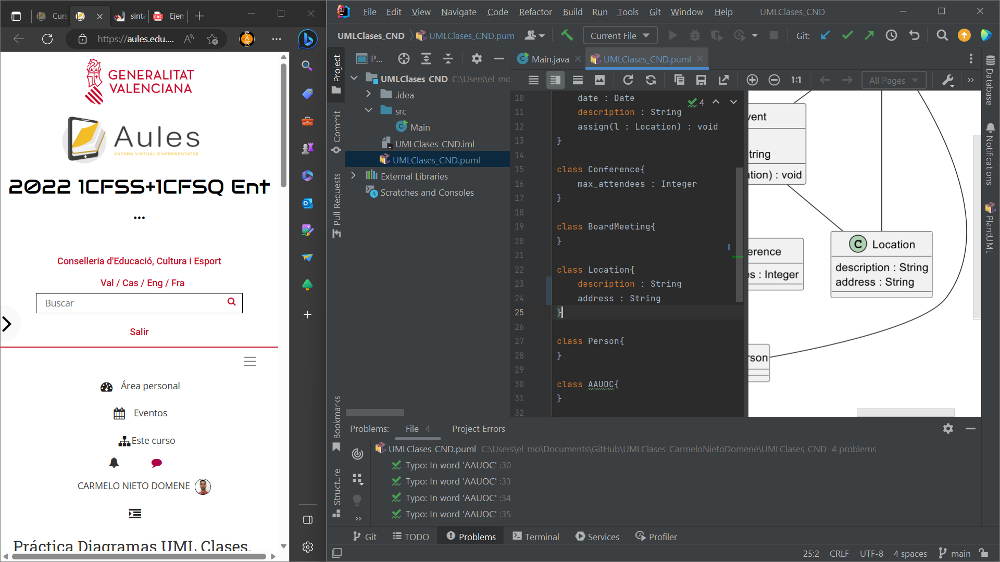 Curs
sinta
Ejem
https://aules.edu....
GENERALITAT
VALENCIANA
Aules
ENTORN VIRTUAL D'APRENENTATGE
2022 1CFSS+1CFSQ Ent
...
Conselleria d'Educació, Cultura i Esport
Val / Cas / Eng / Fra
Buscar
Salir
Área personal
Eventos
Este curso
CARMELO NIETO DOMENE
Práctica Diagramas UML Clases.
File Edit View Navigate Code Refactor Build Run Tools Git Window Help UMLClases_CND
UMLClases_CND UMLClases_CND.pum Current File Git:
Project
Commit
Pull Requests
Bookmarks
Structure
P...
UMLClases_CND C:\Users\el_mo
.idea
src
Main
UMLClases_CND.iml
UMLClases_CND.puml
External Libraries
Scratches and Consoles
Main.java UMLClases_CND.puml
1:1 All Pages
4
10 date : Date
11 description : String
12 assign(l : Location) : void
13 }
14
15 class Conference{
16 max_attendees : Integer
17 }
18
19 class BoardMeeting{
20 }
21
22 class Location{
23 description : String
24 address : String
25 }
26
27 class Person{
28 }
29
30 class AAUOC{
31 }
32
vent
tring
ation) : void
erence
es : Integer
C Location
description : String
address : String
rson
Database
Notifications
PlantUML
Problems: File 4 Project Errors
UMLClases_CND.puml C:\Users\el_mo\Documents\GitHub\UMLClases_CarmeloNietoDomene\UMLClases_CND 4 problems
Typo: In word 'AAUOC' :30
Typo: In word 'AAUOC' :33
Typo: In word 'AAUOC' :34
Typo: In word 'AAUOC' :35
Git TODO Problems Terminal Services Profiler
25:2 CRLF UTF-8 4 spaces main